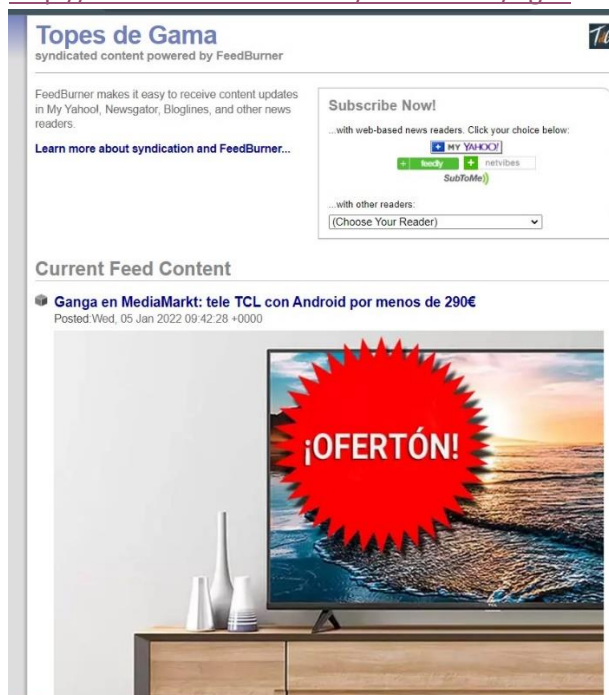 Topes de Gama
syndicated content powered by FeedBurner
FeedBurner makes it easy to receive content updates
in My Yahoo!, Newsgator, Bloglines, and other news
readers.
Learn more about syndication and FeedBurner...
Subscribe Now!
...with web-based news readers. Click your choice below:
MY YAHOO!
feedly
netvibes
SubToMe
...with other readers:
(Choose Your Reader)
Current Feed Content
Ganga en MediaMarkt: tele TCL con Android por menos de 290€
Posted:Wed, 05 Jan 2022 09:42:28 +0000
¡OFERTÓN!
TCL